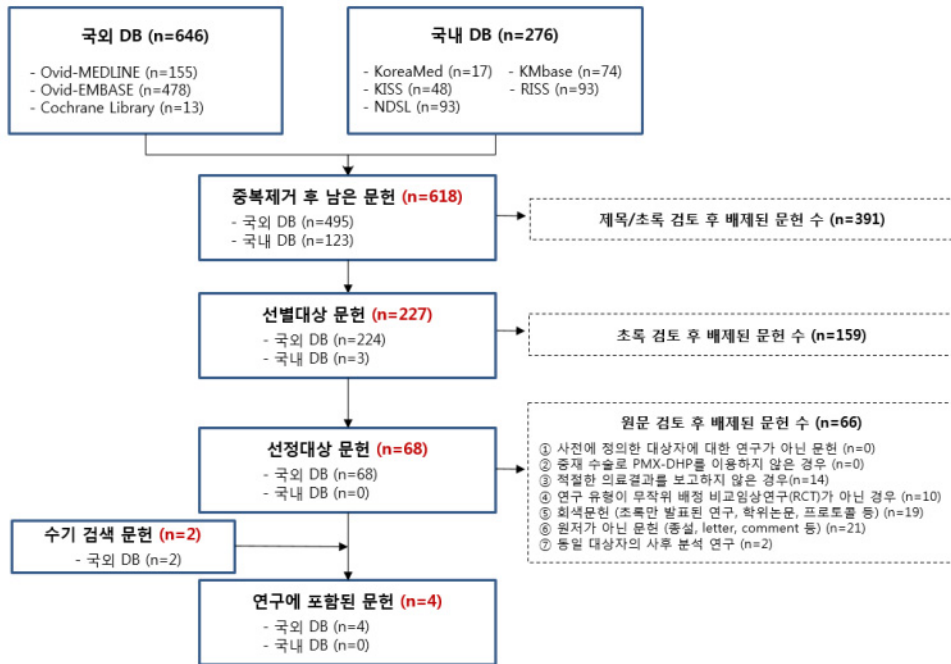 국외 DB (n=646)
- Ovid-MEDLINE (n=155)
- Ovid-EMBASE (n=478)
- Cochrane Library (n=13)
국내 DB (n=276)
- KoreaMed (n=17) - KMbase (n=74)
- KISS (n=48) - RISS (n=93)
- NDSL (n=93)
중복제거 후 남은 문헌 (n=618)
- 국외 DB (n=495)
- 국내 DB (n=123)
제목/초록 검토 후 배제된 문헌 수 (n=391)
선별대상 문헌 (n=227)
- 국외 DB (n=224)
- 국내 DB (n=3)
초록 검토 후 배제된 문헌 수 (n=159)
선정대상 문헌 (n=68)
- 국외 DB (n=68)
- 국내 DB (n=0)
원문 검토 후 배제된 문헌 수 (n=66)
① 사전에 정의한 대상자에 대한 연구가 아닌 문헌 (n=0)
② 중재 수술로 PMX-DHP를 이용하지 않은 경우 (n=0)
③ 적절한 의료결과를 보고하지 않은 경우(n=14)
④ 연구 유형이 무작위 배정 비교임상연구(RCT)가 아닌 경우 (n=10)
⑤ 회색문헌 (초록만 발표된 연구, 학위논문, 프로토콜 등) (n=19)
⑥ 원저가 아닌 문헌 (종설, letter, comment 등) (n=21)
⑦ 동일 대상자의 사후 분석 연구 (n=2)
수기 검색 문헌 (n=2)
- 국외 DB (n=2)
연구에 포함된 문헌 (n=4)
- 국외 DB (n=4)
- 국내 DB (n=0)